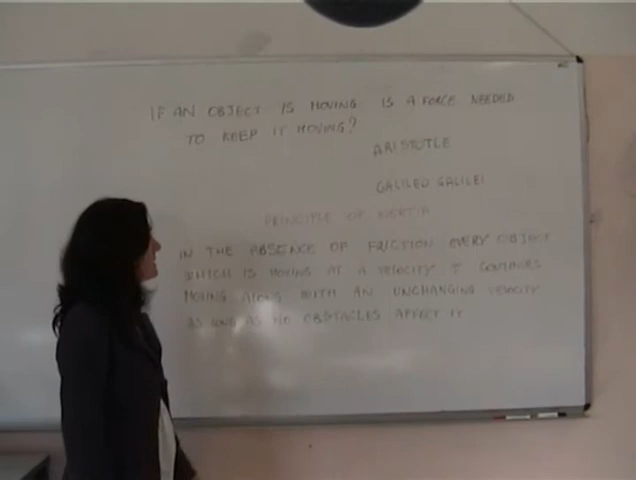 IF AN OBJECT IS MOVING IS A FORCE NEEDED
TO KEEP IT MOVING?
ARISTOTLE
GALILEO GALILEI
PRINCIPLE OF INERTIA
IN THE ABSENCE OF FRICTION EVERY OBJECT
WHICH IS MOVING AT A VELOCITY CONTINUES
MOVING ALONG WITH AN UNCHANGING VELOCITY
AS LONG AS NO OBSTACLES AFFECT IT